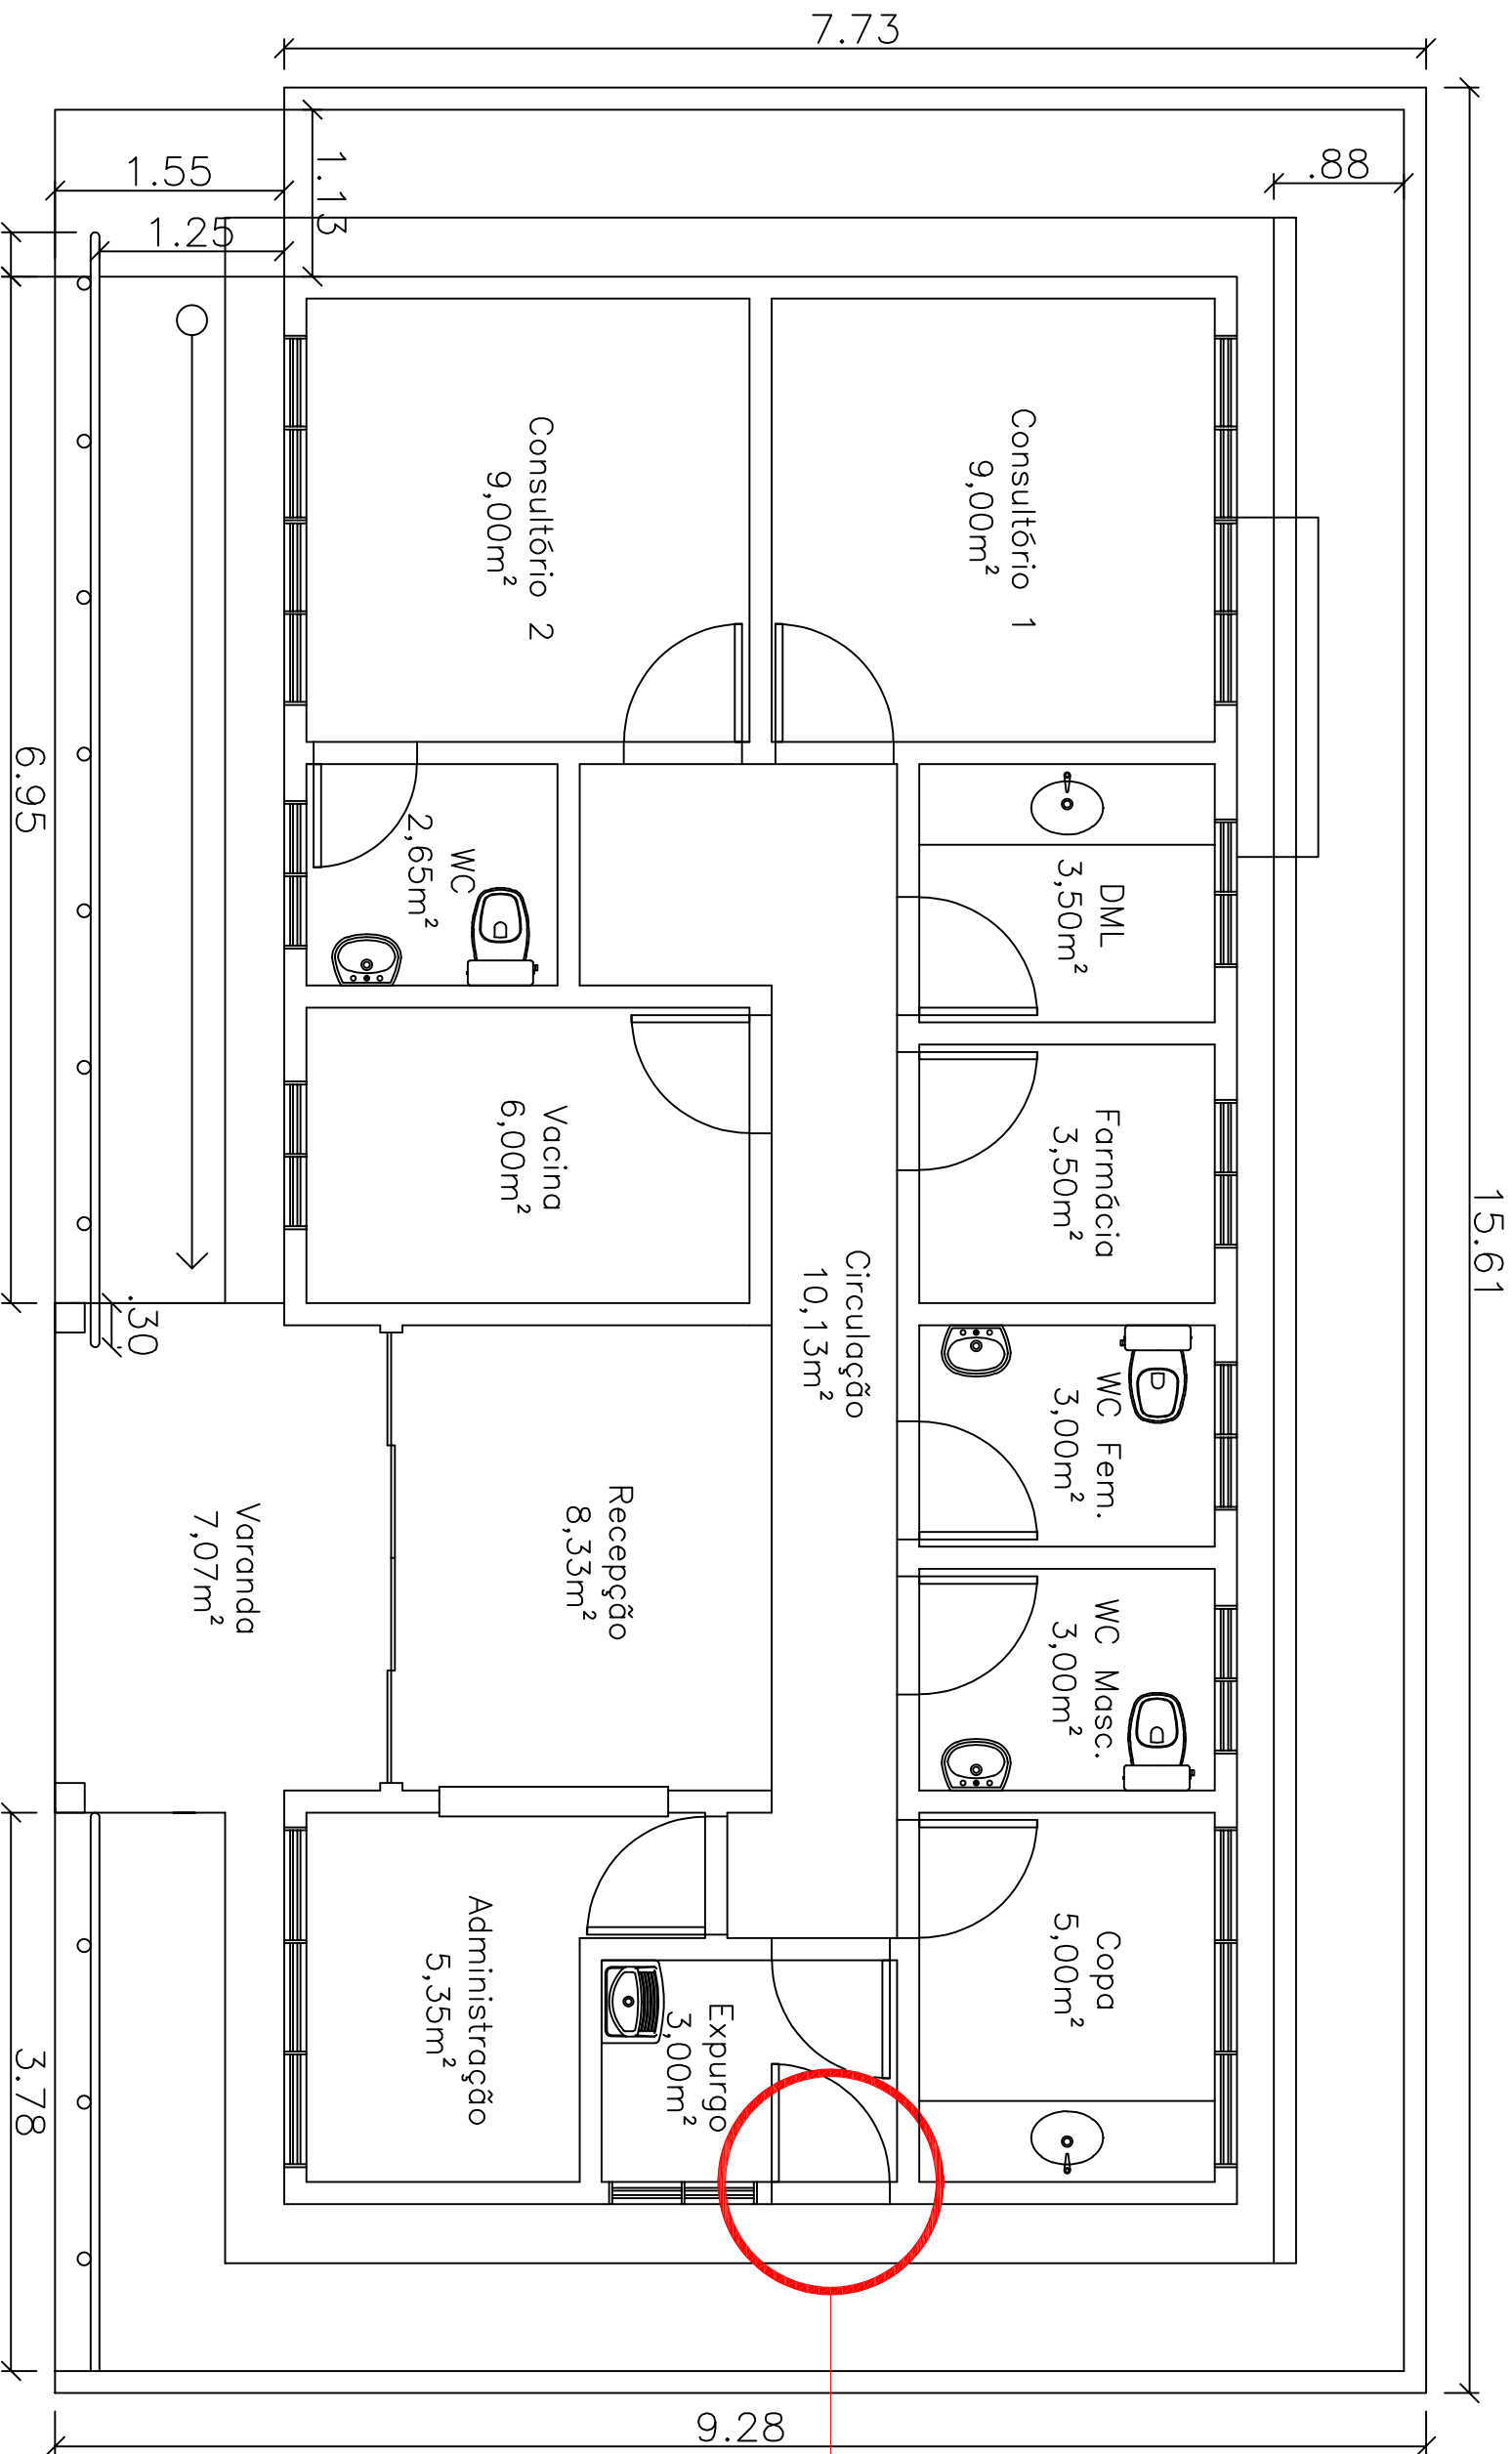 7.73
15.61
.88
1.55
1.13
1.25
Consultório 1
9,00m²
Consultório 2
9,00m²
6.95
DML
3,50m²
WC
2,65m²
Farmácia
3,50m²
Vacina
6,00m²
Circulação
10,13m²
.30
WC Fem.
3,00m²
Recepção
8,33m²
Varanda
7,07m²
WC Masc.
3,00m²
Copa
5,00m²
Administração
5,35m²
Expurgo
3,00m²
3.78
9.28